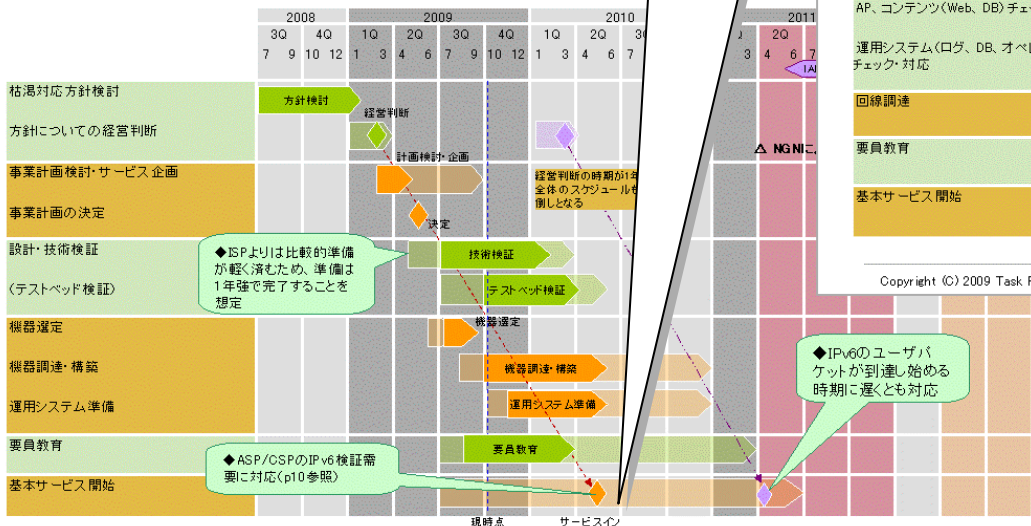 2008
2009
2010
2011
3Q
4Q
1Q
2Q
3Q
4Q
1Q
2Q
7 9 10 12 1 3 4 6 7 9 10 12 1 3 4 6 7
3 4 6 7
枯渇対応方針検討
方針検討
方針についての経営判断
経営判断
事業計画検討・サービス企画
計画検討・企画
経営判断の時期が1年
全体のスケジュールも
倒しとなる
事業計画の決定
決定
設計・技術検証
◆ISPよりは比較的準備
が軽く済むため、準備は
1年強で完了することを
想定
技術検証
(テストベッド検証)
テストベッド検証
機器選定
機器選定
機器調達・構築
機器調達・構築
運用システム準備
運用システム準備
要員教育
要員教育
◆ASP/CSPのIPv6検証需
要に対応(p10参照)
基本サービス開始
◆IPv6のユーザパ
ケットが到達し始める
時期に遅くとも対応
現時点
サービスイン
△ NGNに
AP、コンテンツ(Web、DB)チェ
運用システム(ログ、DB、オペ
チェック・対応
回線調達
要員教育
基本サービス開始
Copyright (C) 2009 Task